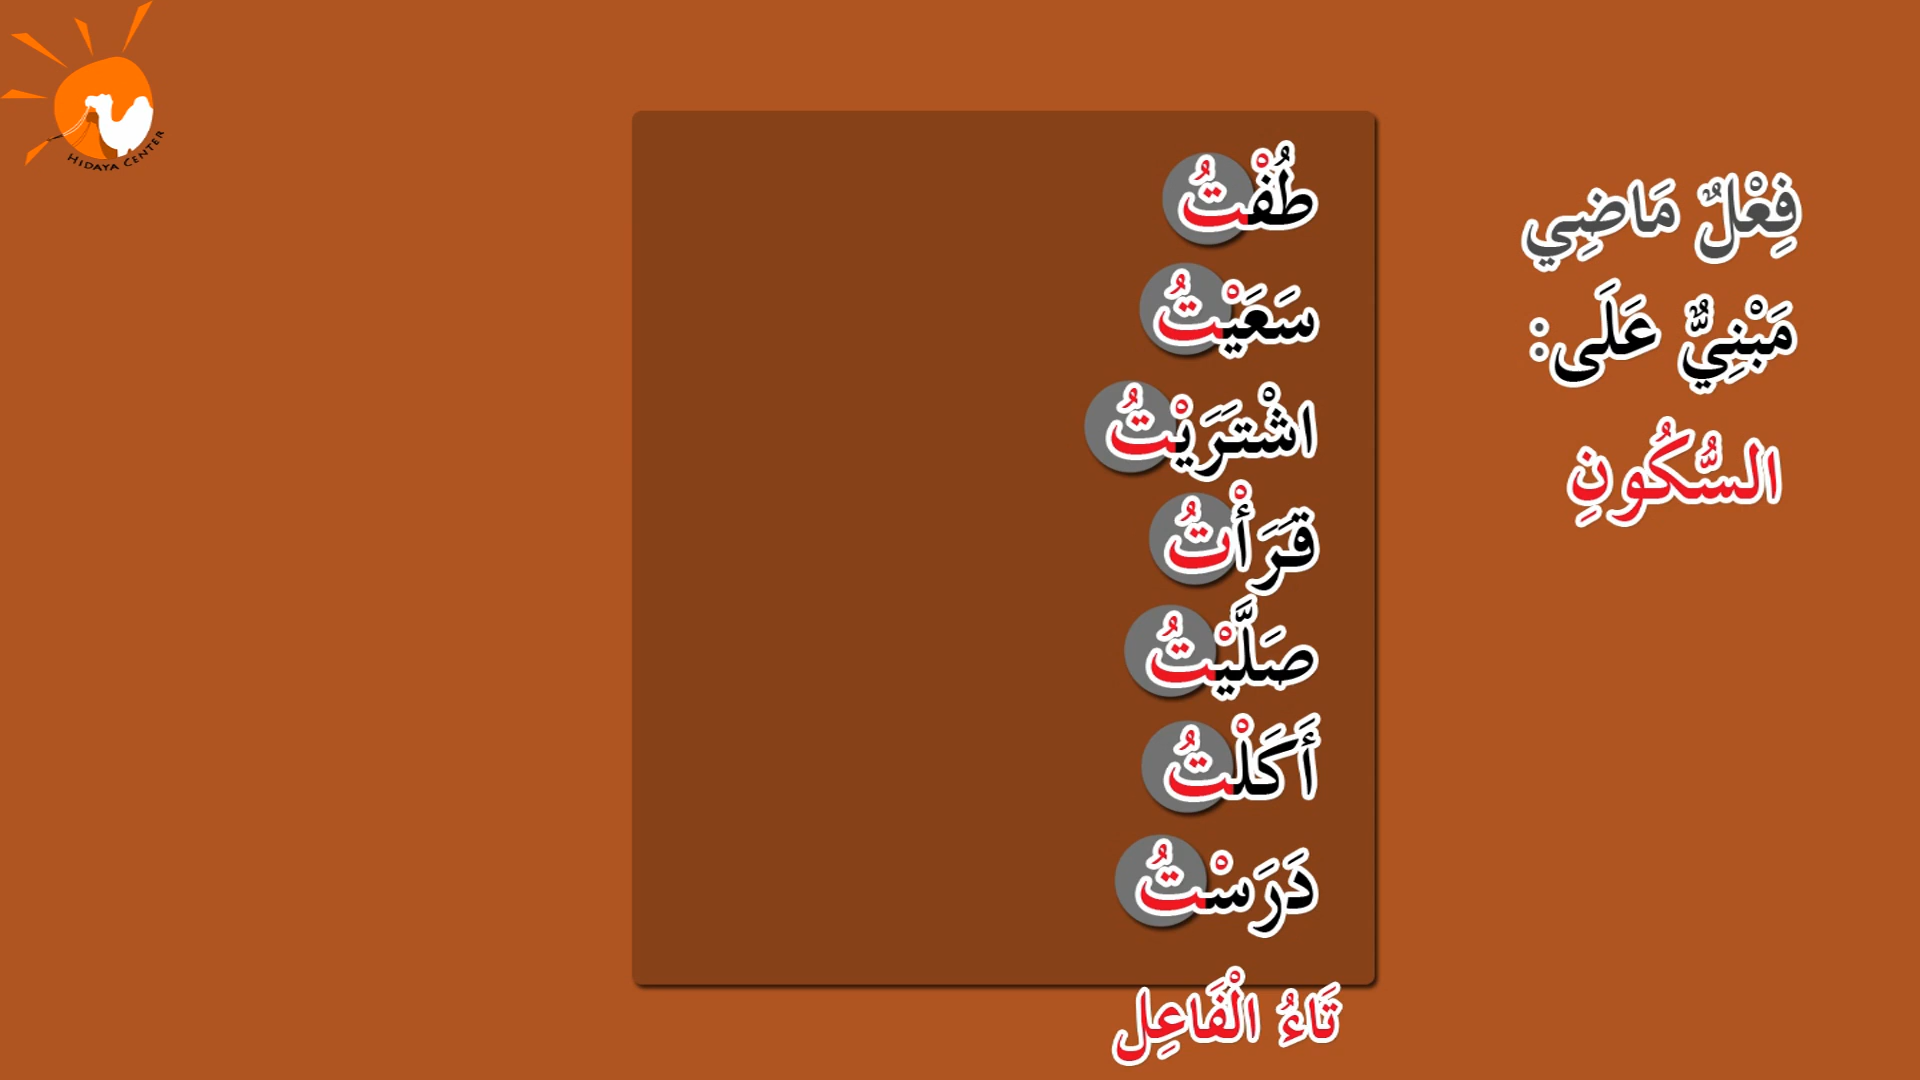 HIDAYA CENTER
فِعْلٌ مَاضِي
مَبْنِيٌّ عَلَى:
السُّكُونِ
طُفْتُ
سَعَيْتُ
اشْتَرَيْتُ
قَرَأْتُ
صَلَّيْتُ
أَكَلْتُ
دَرَسْتُ
تَاءُ الْفَاعِل